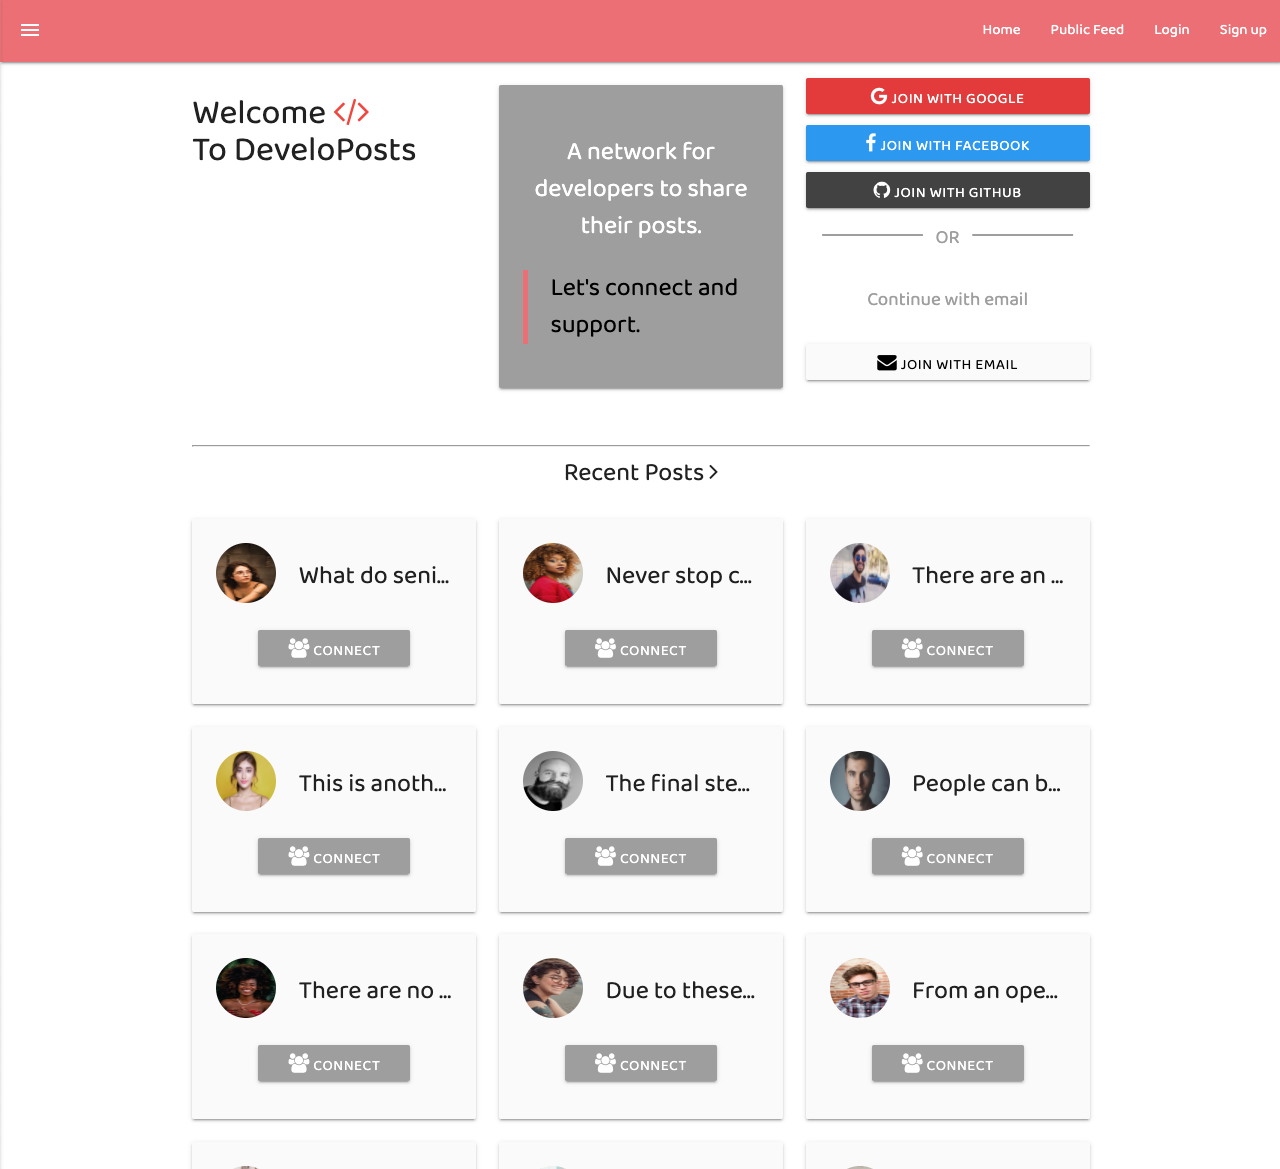 Home Public Feed Login Sign up
Welcome </>
To DeveloPosts
A network for
developers to share
their posts.
Let's connect and
support.
JOIN WITH GOOGLE
JOIN WITH FACEBOOK
JOIN WITH GITHUB
OR
Continue with email
JOIN WITH EMAIL
Recent Posts >
What do seni...
CONNECT
Never stop c...
CONNECT
There are an ...
CONNECT
This is anoth...
CONNECT
The final ste...
CONNECT
People can b...
CONNECT
There are no ...
CONNECT
Due to these...
CONNECT
From an ope...
CONNECT